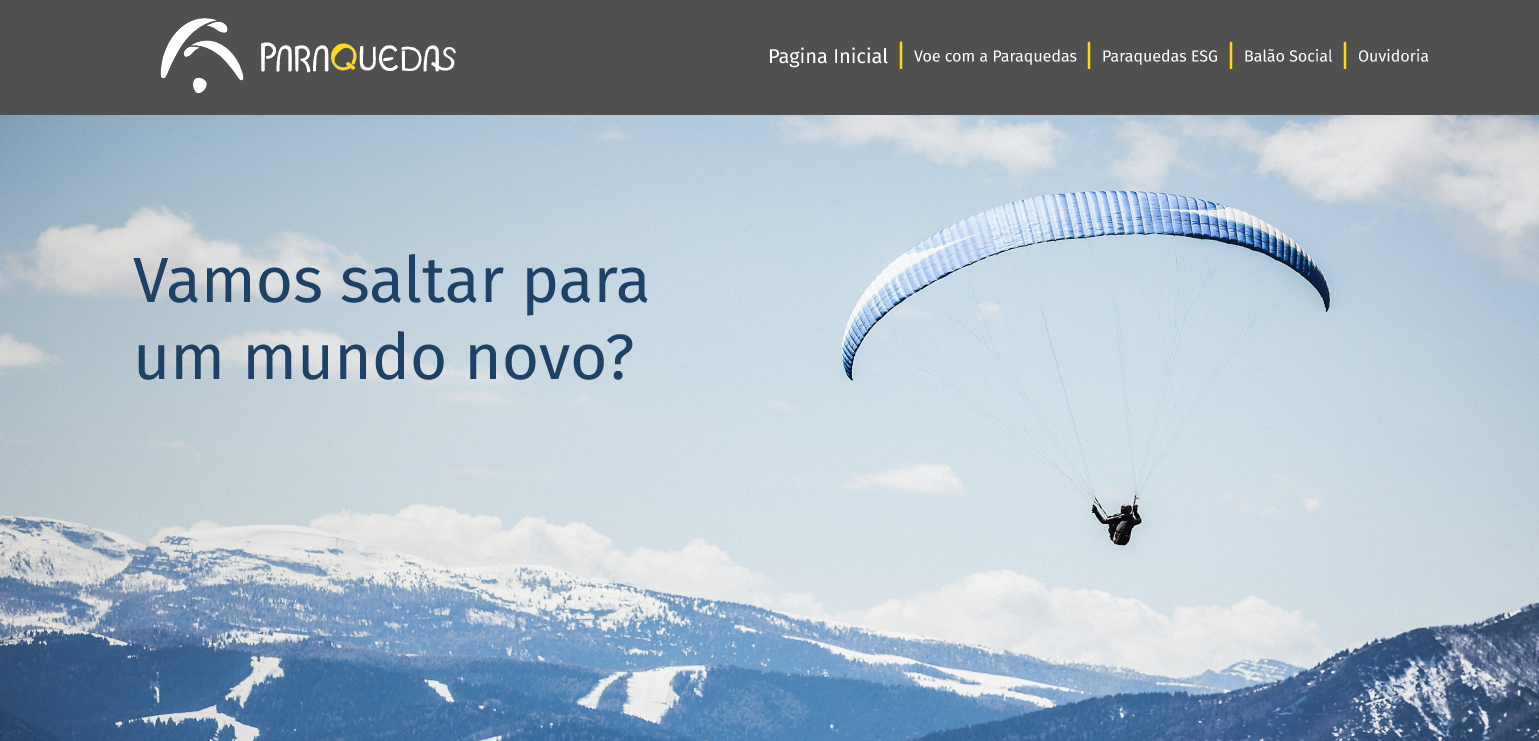 PARAQUEDAS
Pagina Inicial | Voe com a Paraquedas | Paraquedas ESG | Balão Social | Ouvidoria
Vamos saltar para
um mundo novo?